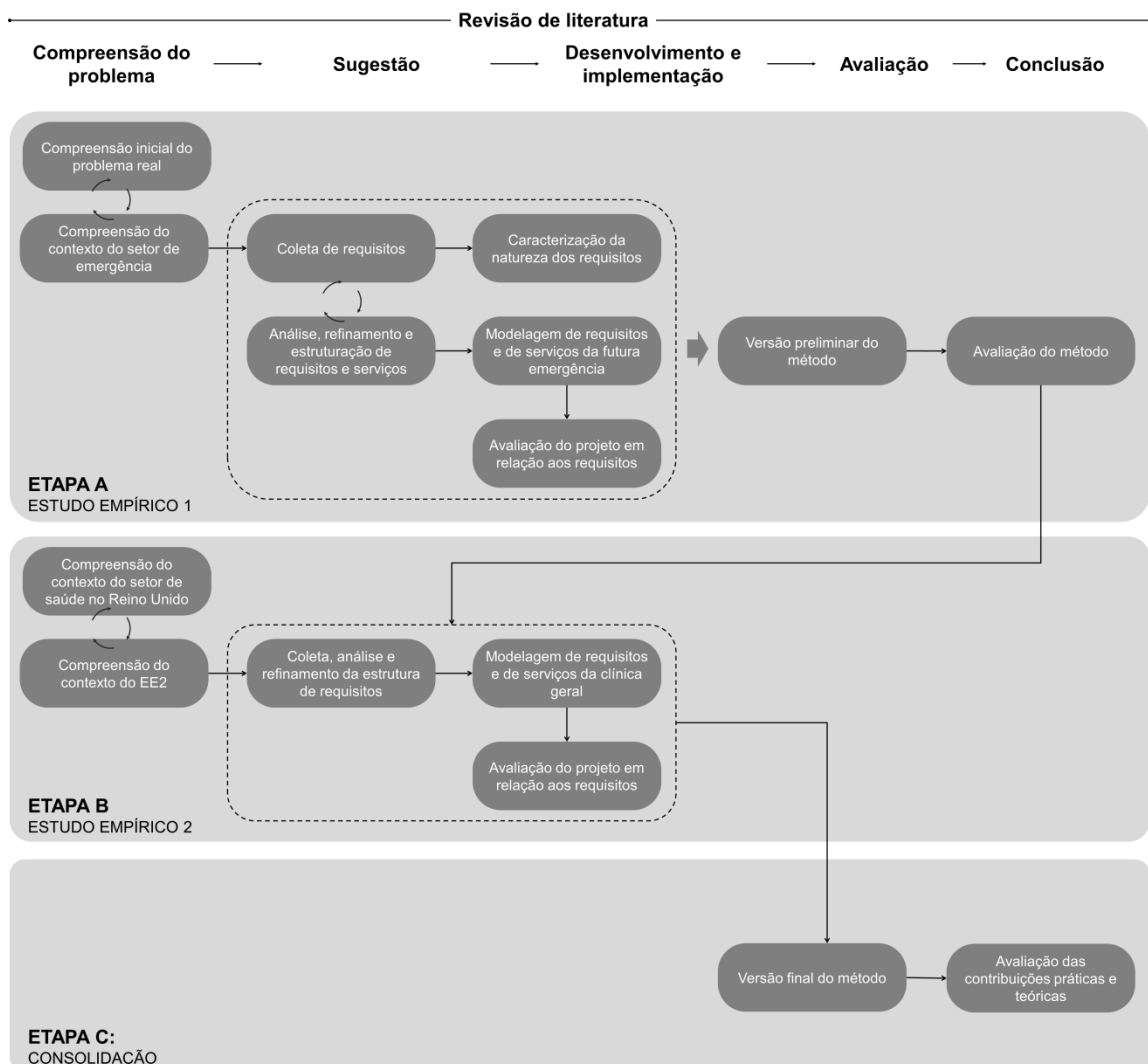 Revisão de literatura
Compreensão do
problema
Sugestão
Desenvolvimento e
implementação
Avaliação
Conclusão
Compreensão inicial do
problema real
Compreensão do
contexto do setor de
emergência
Coleta de requisitos
Caracterização da
natureza dos requisitos
Análise, refinamento e
estruturação de
requisitos e serviços
Modelagem de requisitos
e de serviços da futura
emergência
Versão preliminar do
método
Avaliação do método
Avaliação do projeto em
relação aos requisitos
ETAPA A
ESTUDO EMPÍRICO 1
Compreensão do
contexto do setor de
saúde no Reino Unido
Compreensão do
contexto do EE2
Coleta, análise e
refinamento da estrutura
de requisitos
Modelagem de requisitos
e de serviços da clínica
geral
Avaliação do projeto em
relação aos requisitos
ETAPA B
ESTUDO EMPÍRICO 2
Versão final do método
Avaliação das
contribuições práticas e
teóricas
ETAPA C:
CONSOLIDAÇÃO